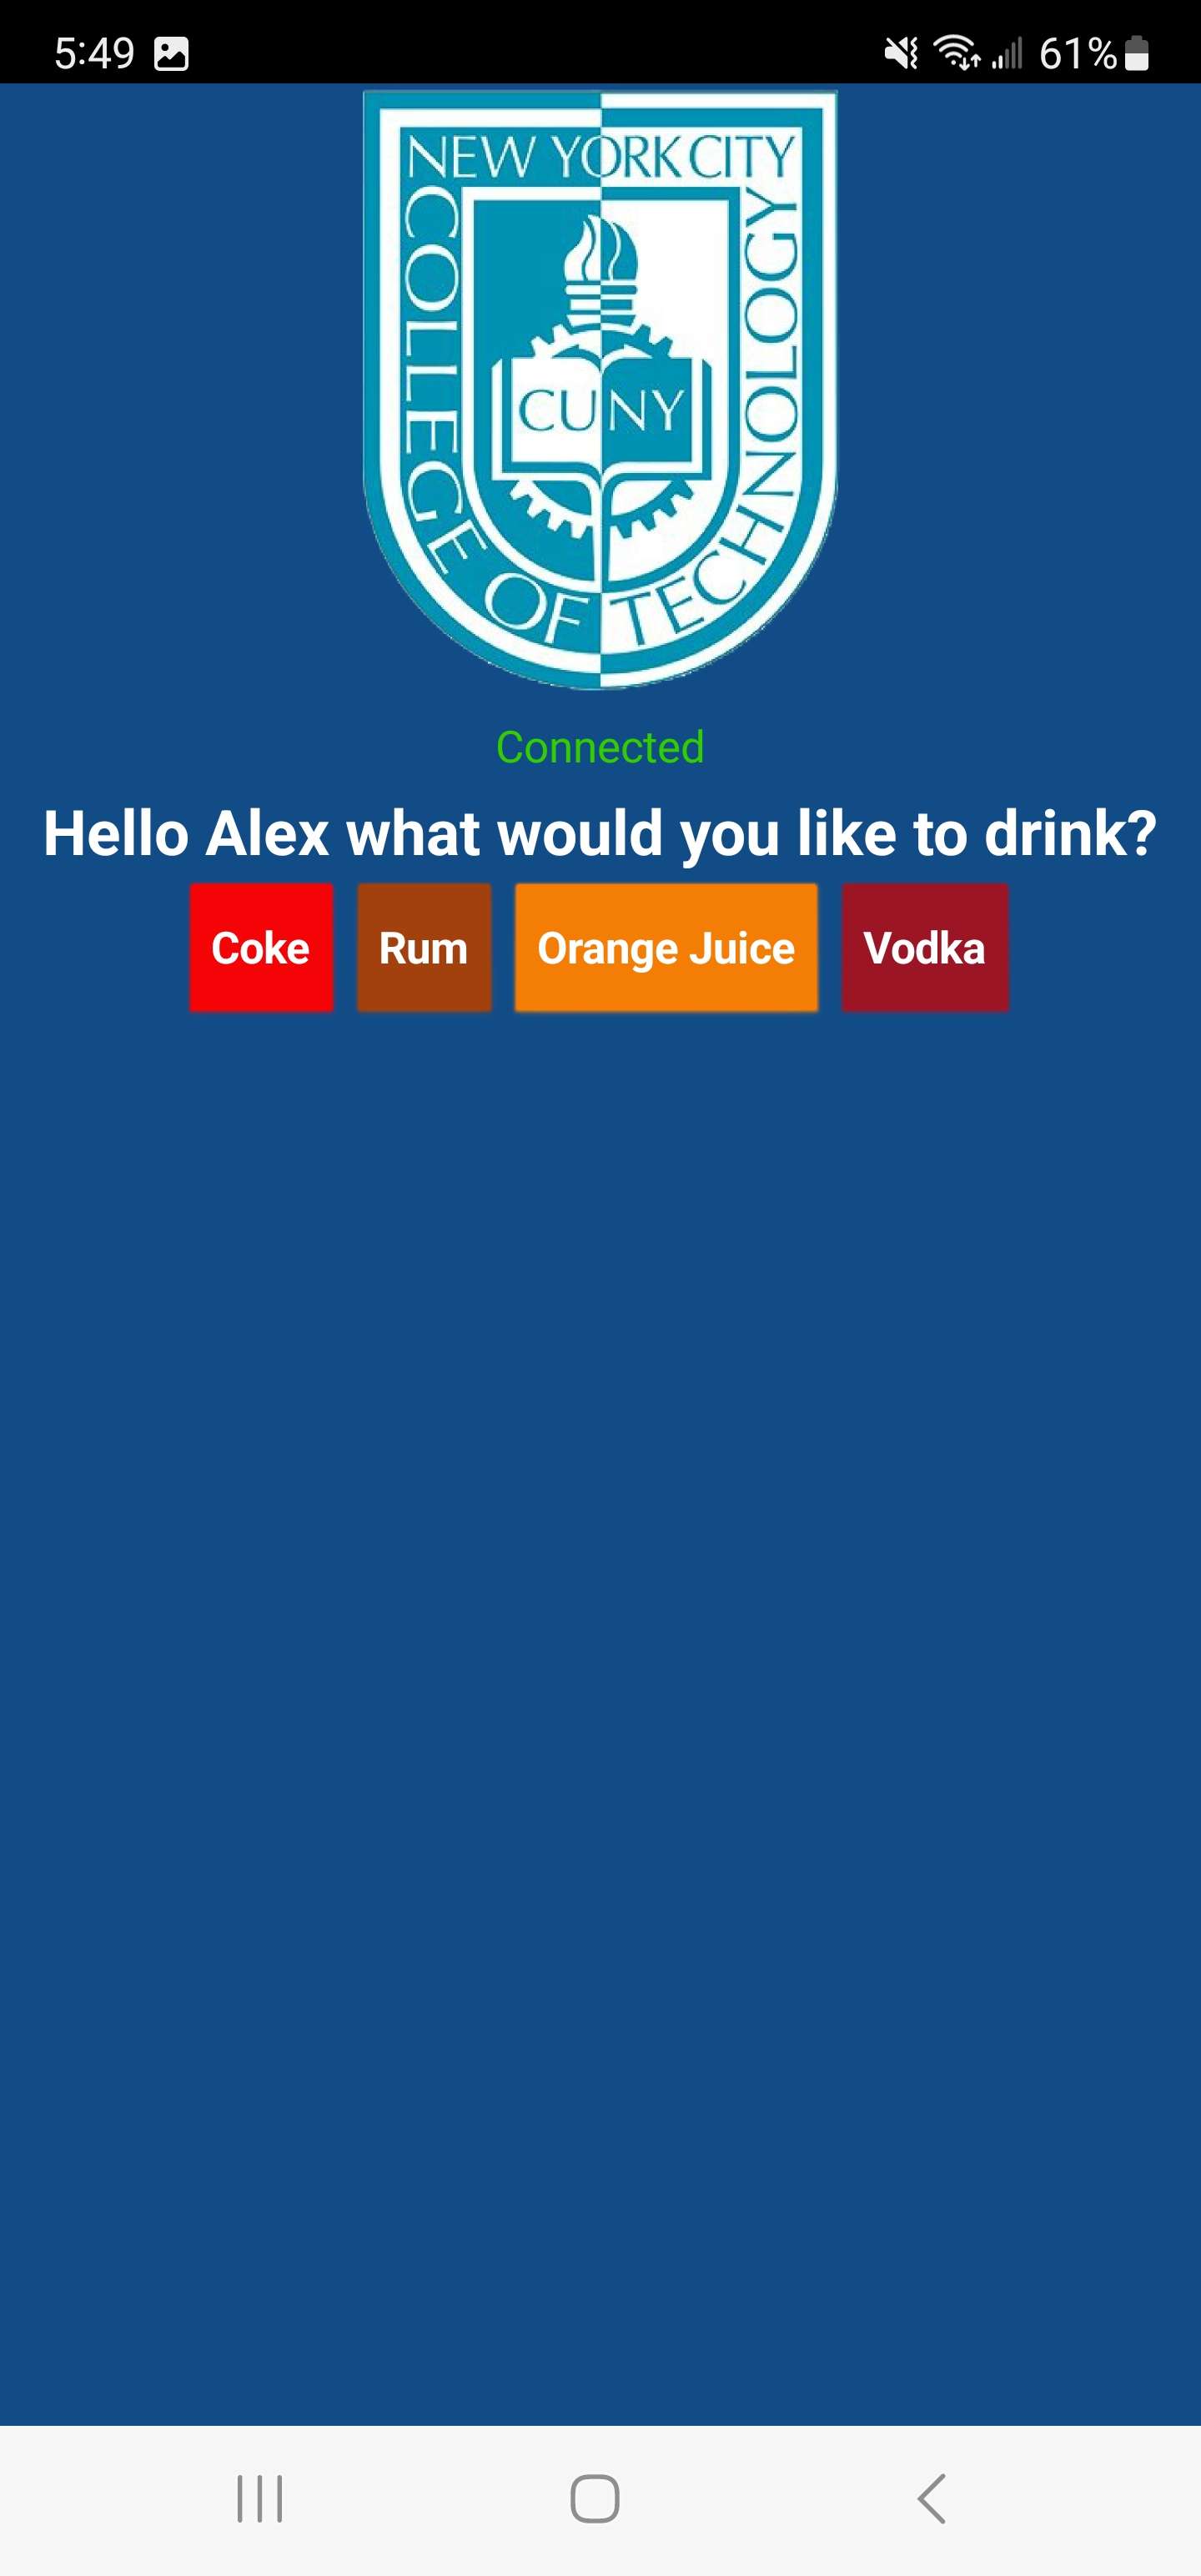 5:49
61%
NEW YORK CITY
COLLEGE OF TECHNOLOGY
CUNY
Connected
Hello Alex what would you like to drink?
Coke Rum Orange Juice Vodka